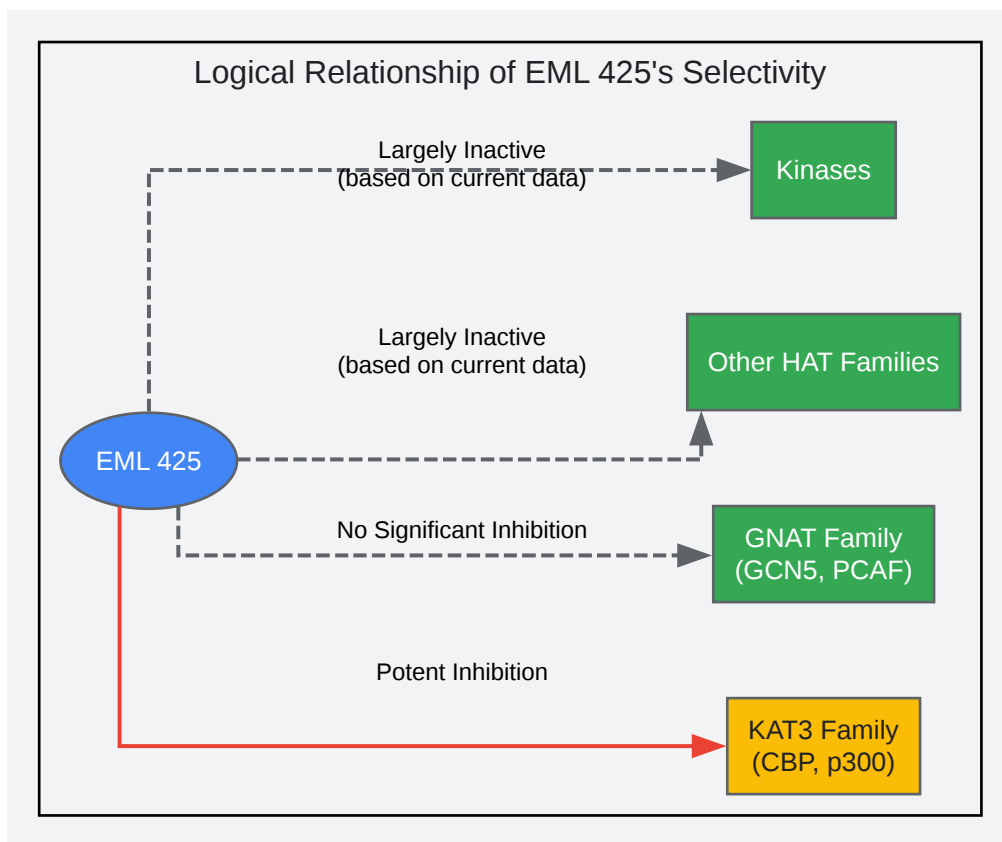 Logical Relationship of EML 425's Selectivity
Largely Inactive
(based on current data)
Kinases
Largely Inactive
(based on current data)
Other HAT Families
EML 425
No Significant Inhibition
GNAT Family
(GCN5, PCAF)
Potent Inhibition
KAT3 Family
(CBP, p300)